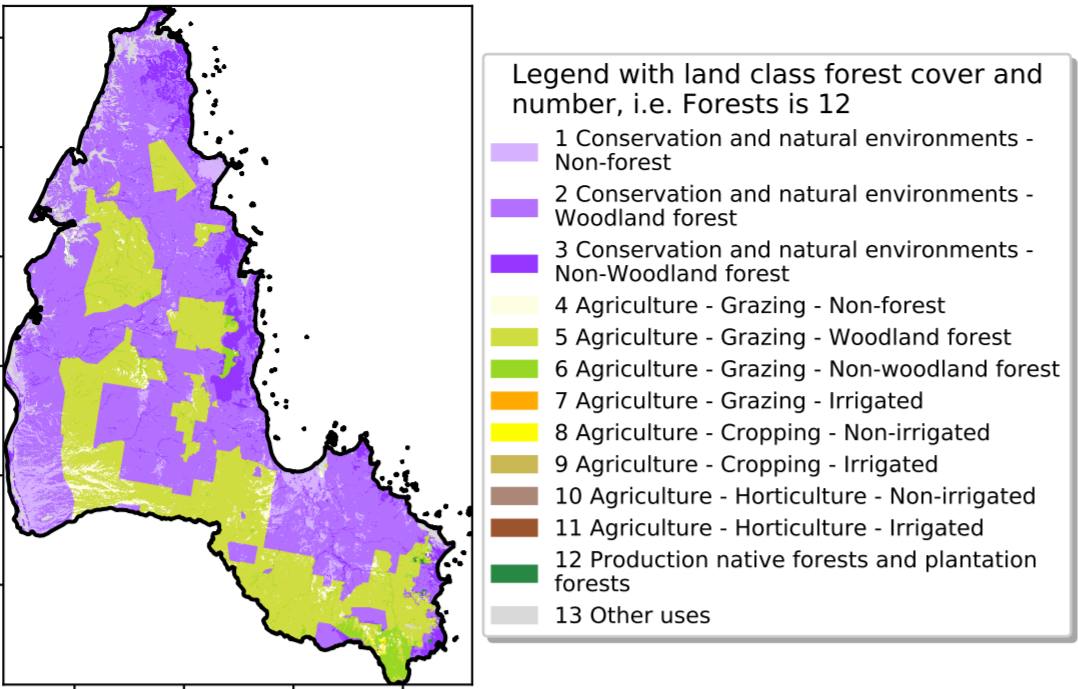 Legend with land class forest cover and
number, i.e. Forests is 12
1 Conservation and natural environments -
Non-forest
2 Conservation and natural environments -
Woodland forest
3 Conservation and natural environments -
Non-Woodland forest
4 Agriculture - Grazing - Non-forest
5 Agriculture - Grazing - Woodland forest
6 Agriculture - Grazing - Non-woodland forest
7 Agriculture - Grazing - Irrigated
8 Agriculture - Cropping - Non-irrigated
9 Agriculture - Cropping - Irrigated
10 Agriculture - Horticulture - Non-irrigated
11 Agriculture - Horticulture - Irrigated
12 Production native forests and plantation
forests
13 Other uses